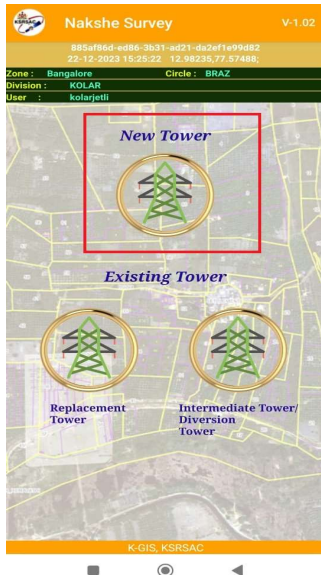 KSRSAC
Nakshe Survey
V-1.02
885af86d-ed86-3b31-ad21-da2ef1e99d82
22-12-2023 15:25:22 12.98235,77.57488;
Zone : Bangalore Circle : BRAZ
Division : KOLAR
User : kolarjetli
New Tower
Existing Tower
Replacement Intermediate Tower/
Tower Diversion
Tower
K-GIS, KSRSAC